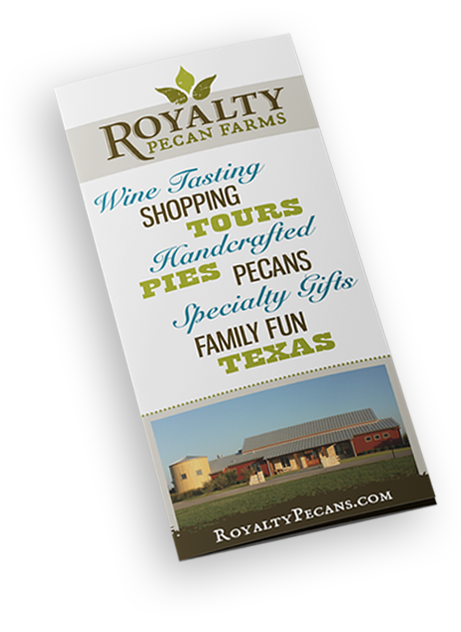 ROYALTY
PECAN FARMS
Wine Tasting
SHOPPING
TOURS
Handcrafted
PIES PECANS
Specialty Gifts
FAMILY FUN
TEXAS
ROYALTYPECANS.COM